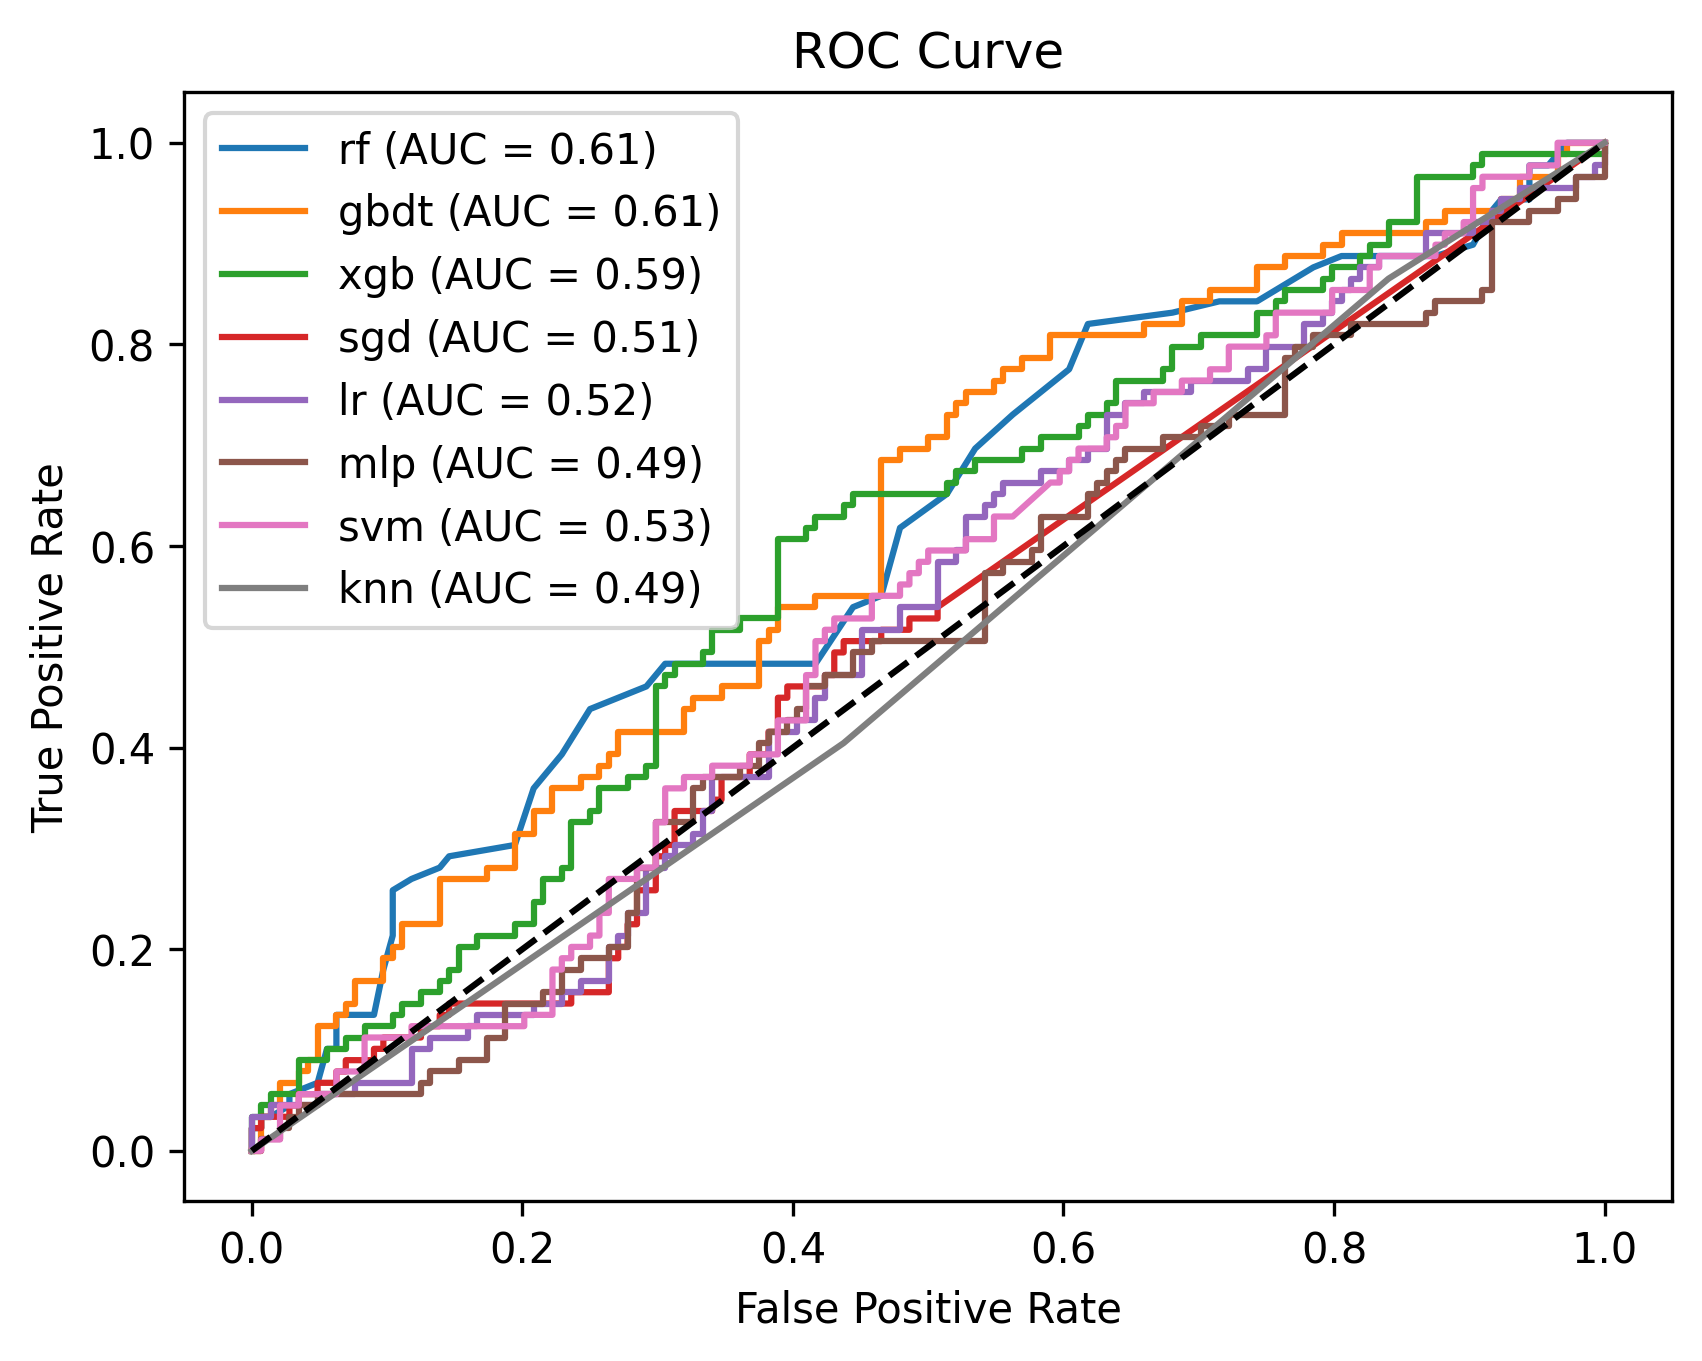 ROC Curve
rf (AUC = 0.61)
gbdt (AUC = 0.61)
xgb (AUC = 0.59)
sgd (AUC = 0.51)
lr (AUC = 0.52)
mlp (AUC = 0.49)
svm (AUC = 0.53)
knn (AUC = 0.49)
True Positive Rate
1.0
0.8
0.6
0.4
0.2
0.0
0.0 0.2 0.4 0.6 0.8 1.0
False Positive Rate